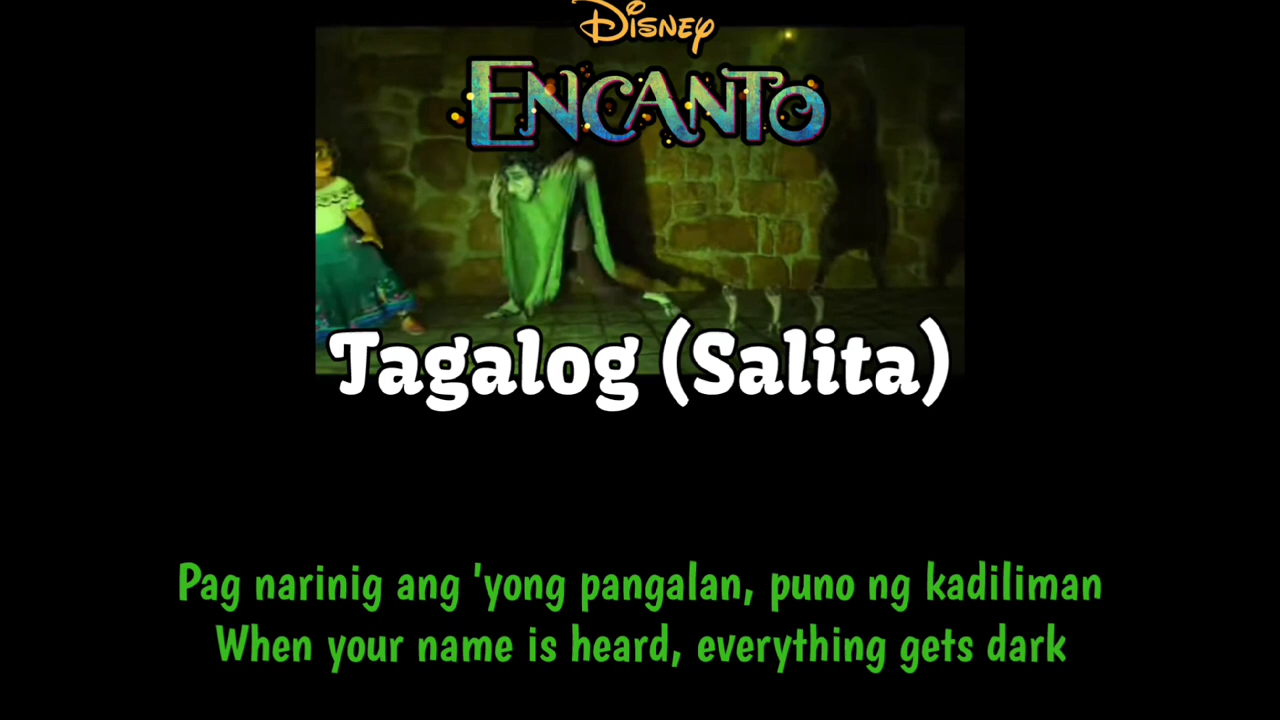 Disney
ENCANTO
Tagalog (Salita)
Pag narinig ang 'yong pangalan, puno ng kadiliman
When your name is heard, everything gets dark